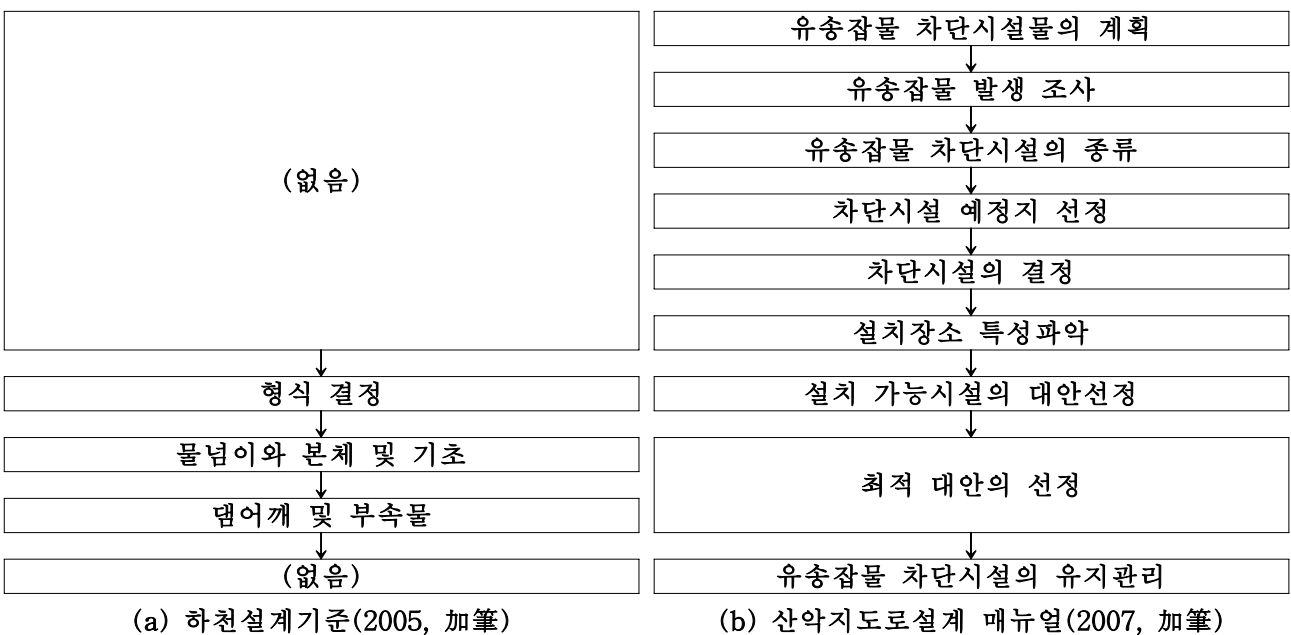 (없음)
형식 결정
물넘이와 본체 및 기초
댐어깨 및 부속물
(없음)
(a) 하천설계기준(2005, 加筆)
유송잡물 차단시설물의 계획
유송잡물 발생 조사
유송잡물 차단시설의 종류
차단시설 예정지 선정
차단시설의 결정
설치장소 특성파악
설치 가능시설의 대안선정
최적 대안의 선정
유송잡물 차단시설의 유지관리
(b) 산악지도로설계 매뉴얼(2007, 加筆)